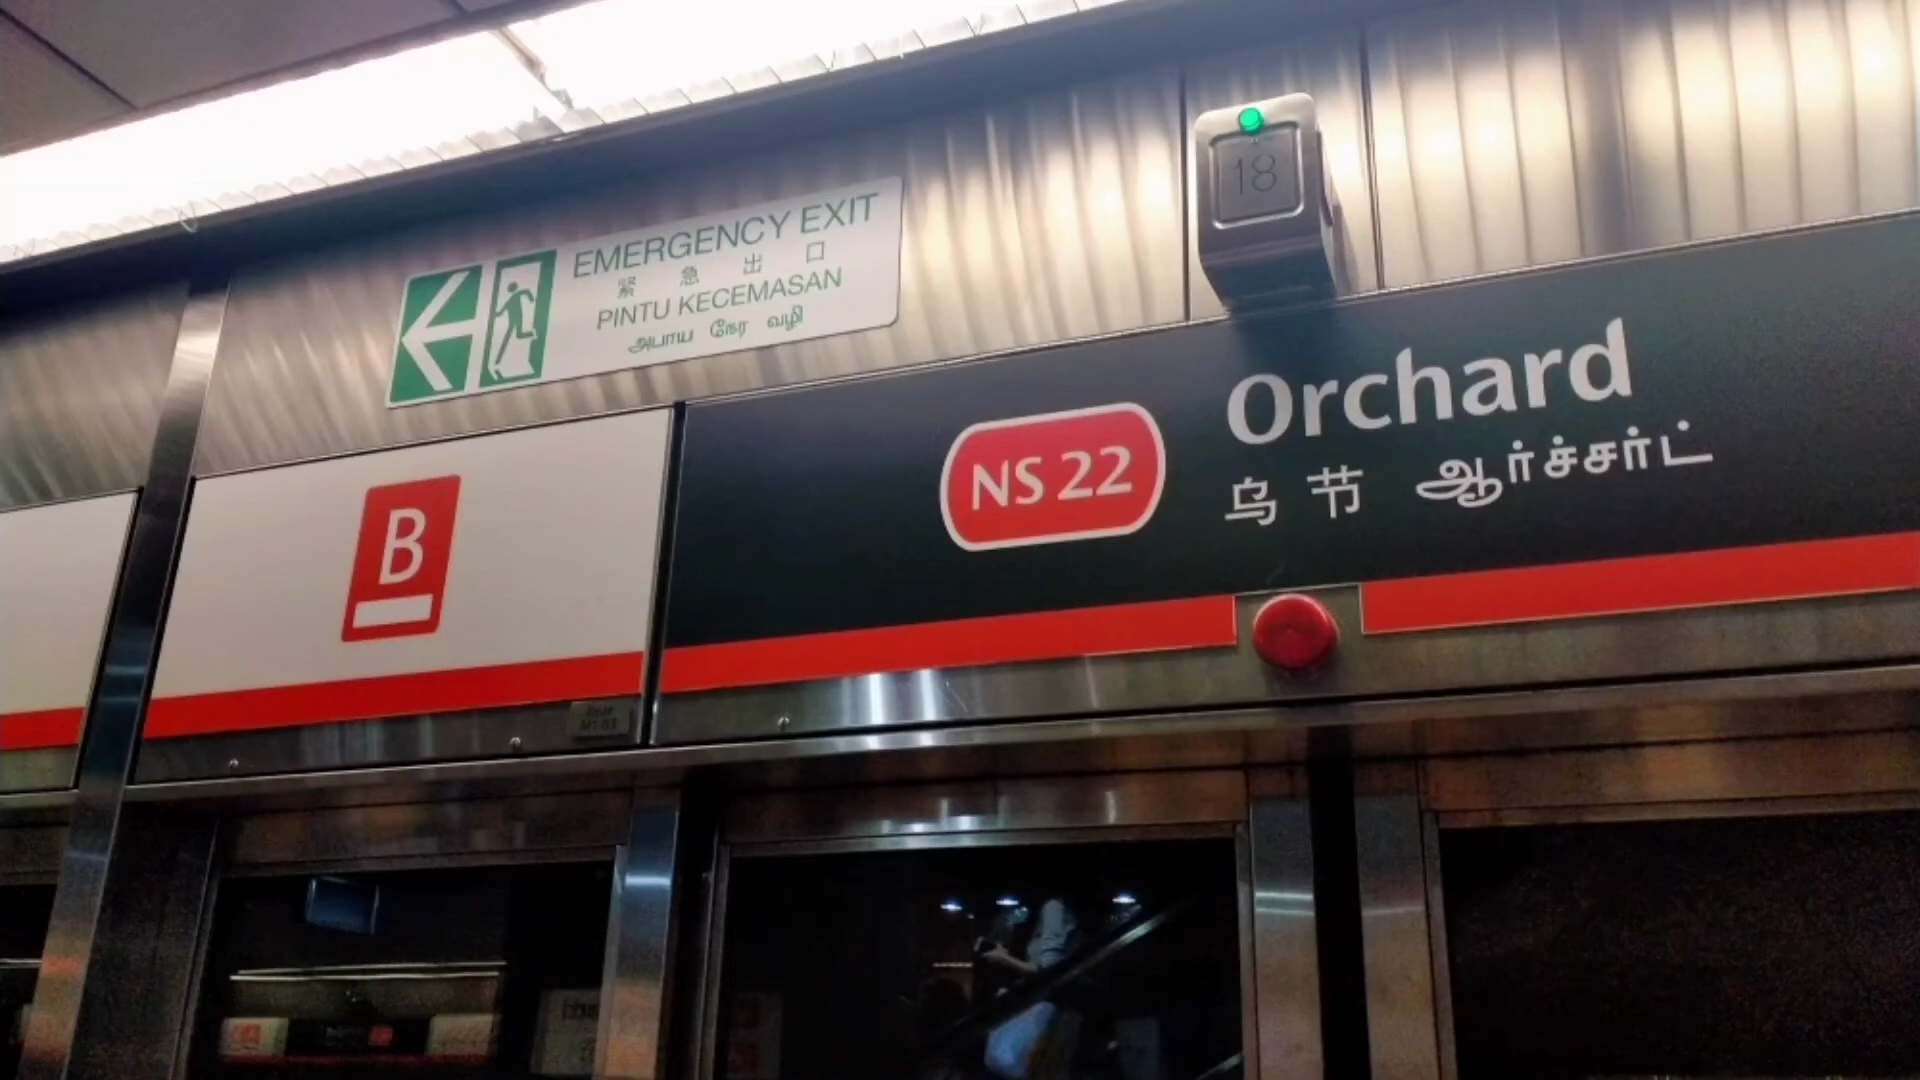 EMERGENCY EXIT
紧 急 出 口
PINTU KECEMASAN
அபாய நேர வழி
18
B
NS 22
Orchard
乌 节 ஆர்ச்சர்ட்